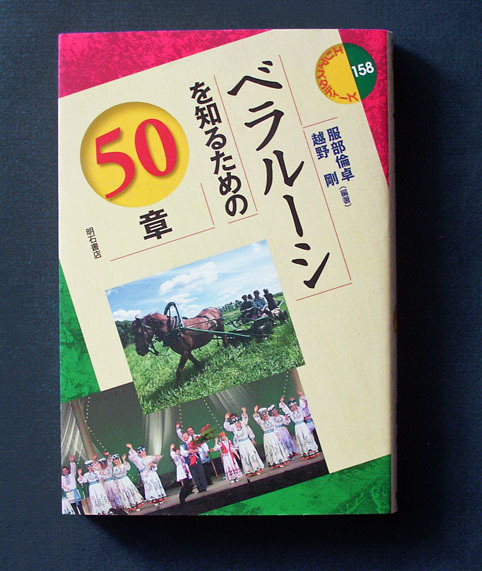 エリア・スタディーズ
158
ベラルーシ
を知るための
50
章
服部倫卓
越野 剛
(編著)
明石書店